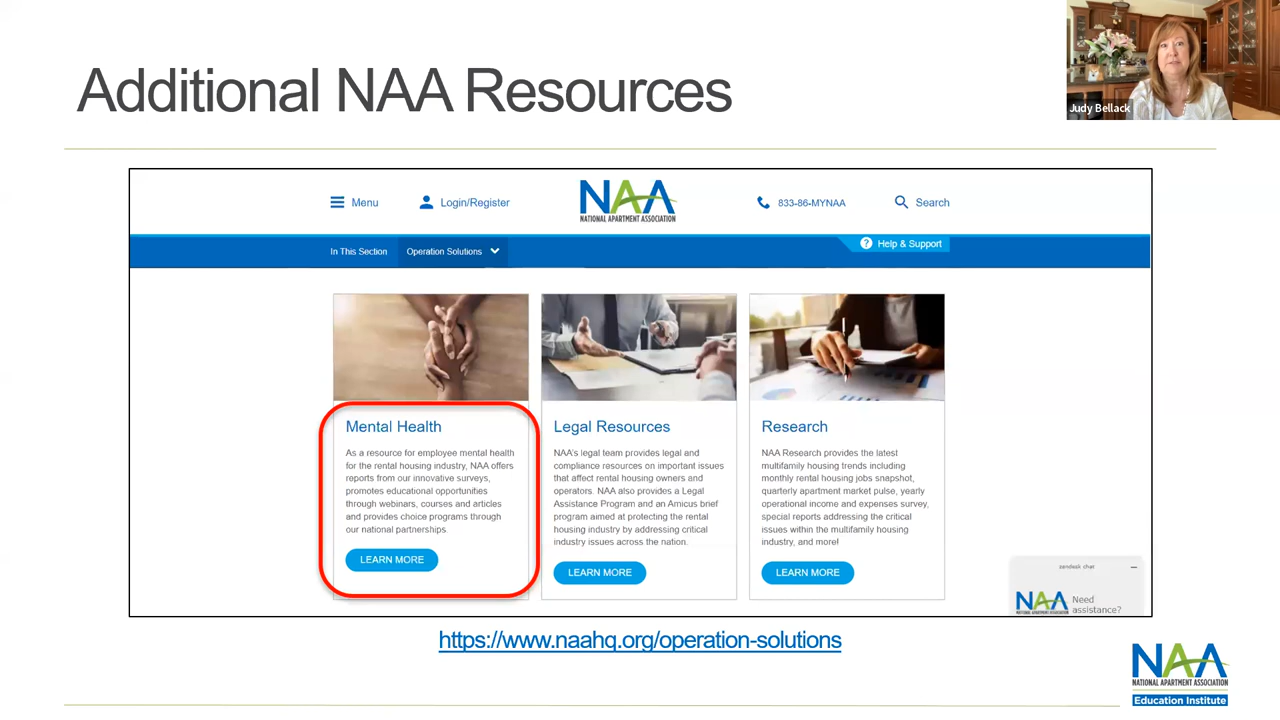 Additional NAA Resources
Judy Bellack
Menu
Login/Register
NAA
NATIONAL APARTMENT ASSOCIATION
833-86-MYNAA
Search
In This Section
Operation Solutions
? Help & Support
Mental Health
As a resource for employee mental health
for the rental housing industry, NAA offers
reports from our innovative surveys,
promotes educational opportunities
through webinars, courses and articles
and provides choice programs through
our national partnerships.
LEARN MORE
Legal Resources
NAA's legal team provides legal and
compliance resources on important issues
that affect rental housing owners and
operators. NAA also provides a Legal
Assistance Program and an Amicus brief
program aimed at protecting the rental
housing industry by addressing critical
industry issues across the nation.
LEARN MORE
Research
NAA Research provides the latest
multifamily housing trends including
monthly rental housing jobs snapshot,
quarterly apartment market pulse, yearly
operational income and expenses survey,
special reports addressing the critical
issues within the multifamily housing
industry, and more!
LEARN MORE
zendesk chat
NAA
NATIONAL APARTMENT ASSOCIATION
Need
assistance?
https://www.naahq.org/operation-solutions
NAA
NATIONAL APARTMENT ASSOCIATION
Education Institute